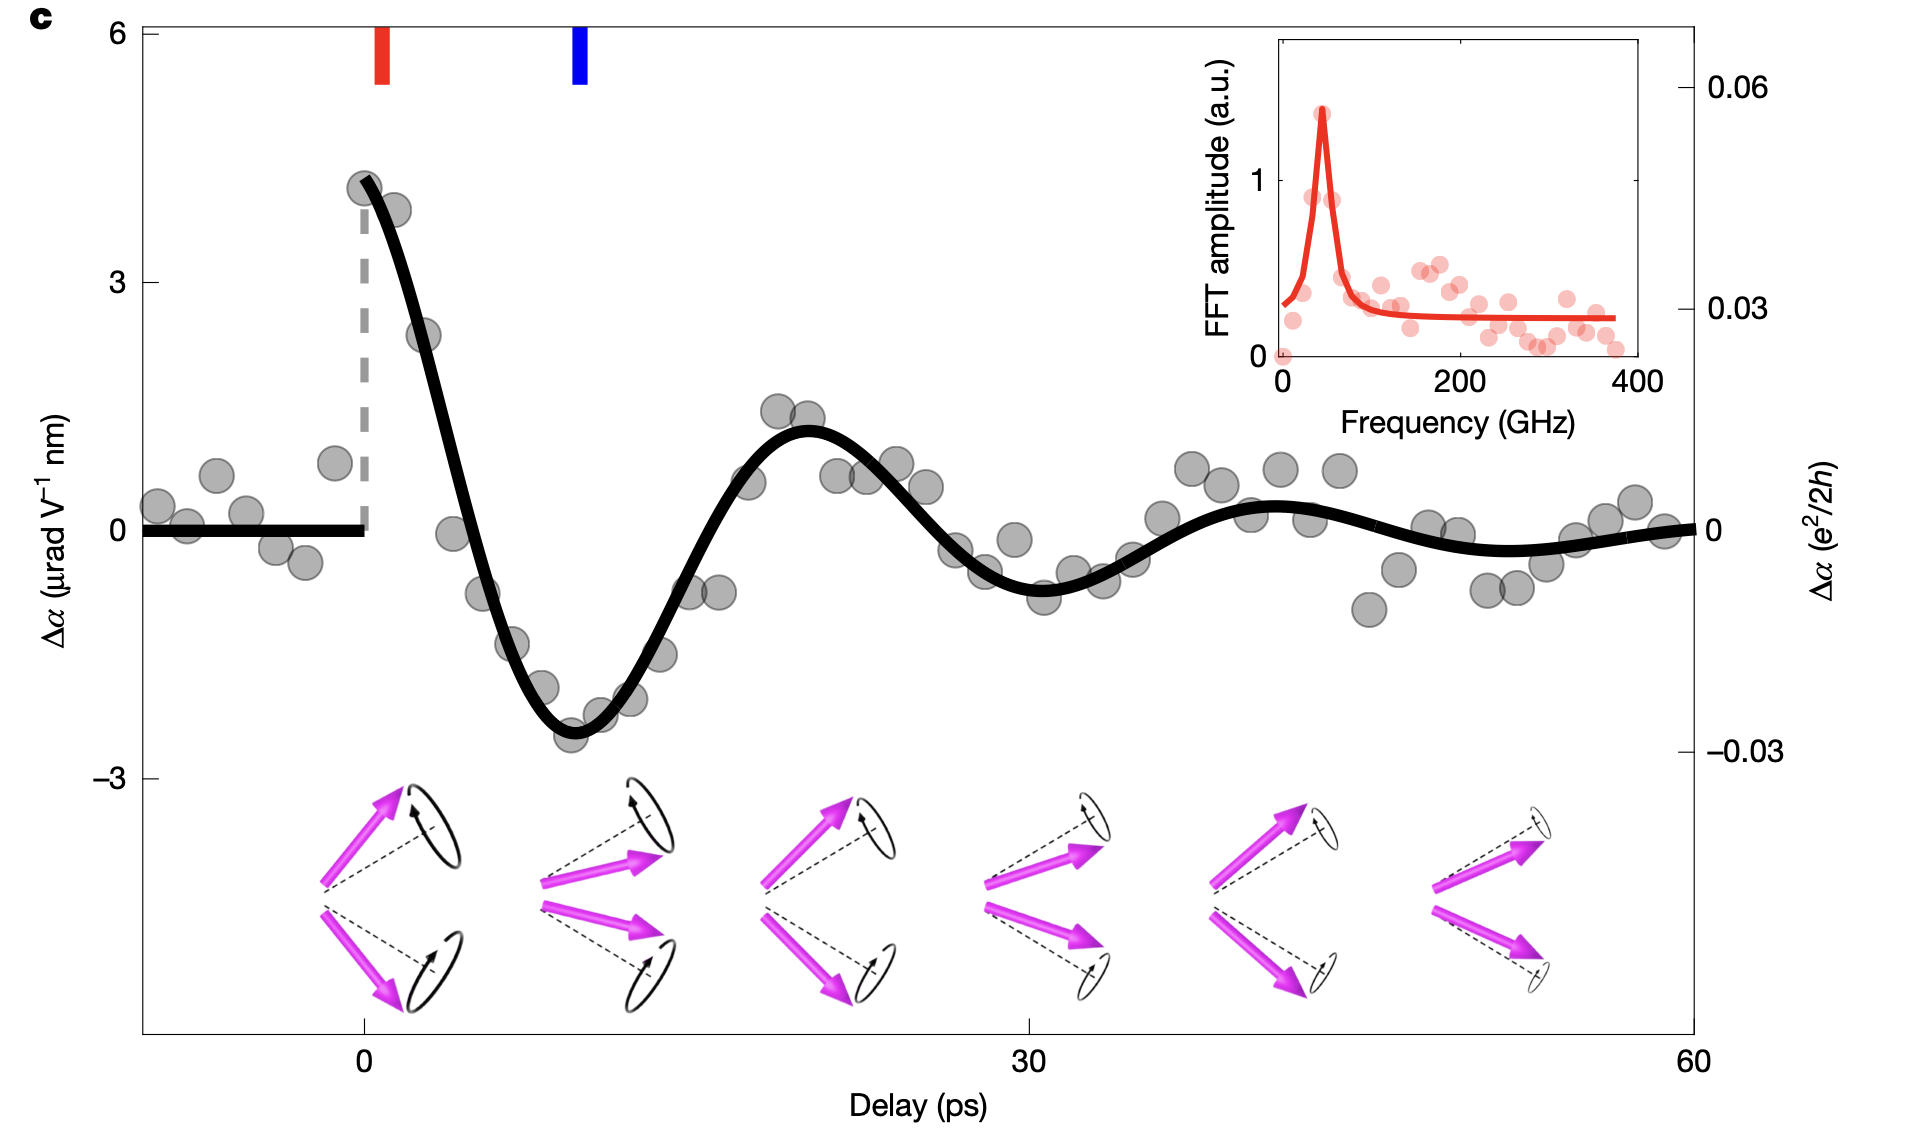 c
6
3
0
−3
Δα (μrad V⁻¹ nm)
0.06
0.03
0
−0.03
Δα (e²/2h)
FFT amplitude (a.u.)
1
0
0 200 400
Frequency (GHz)
0 30 60
Delay (ps)